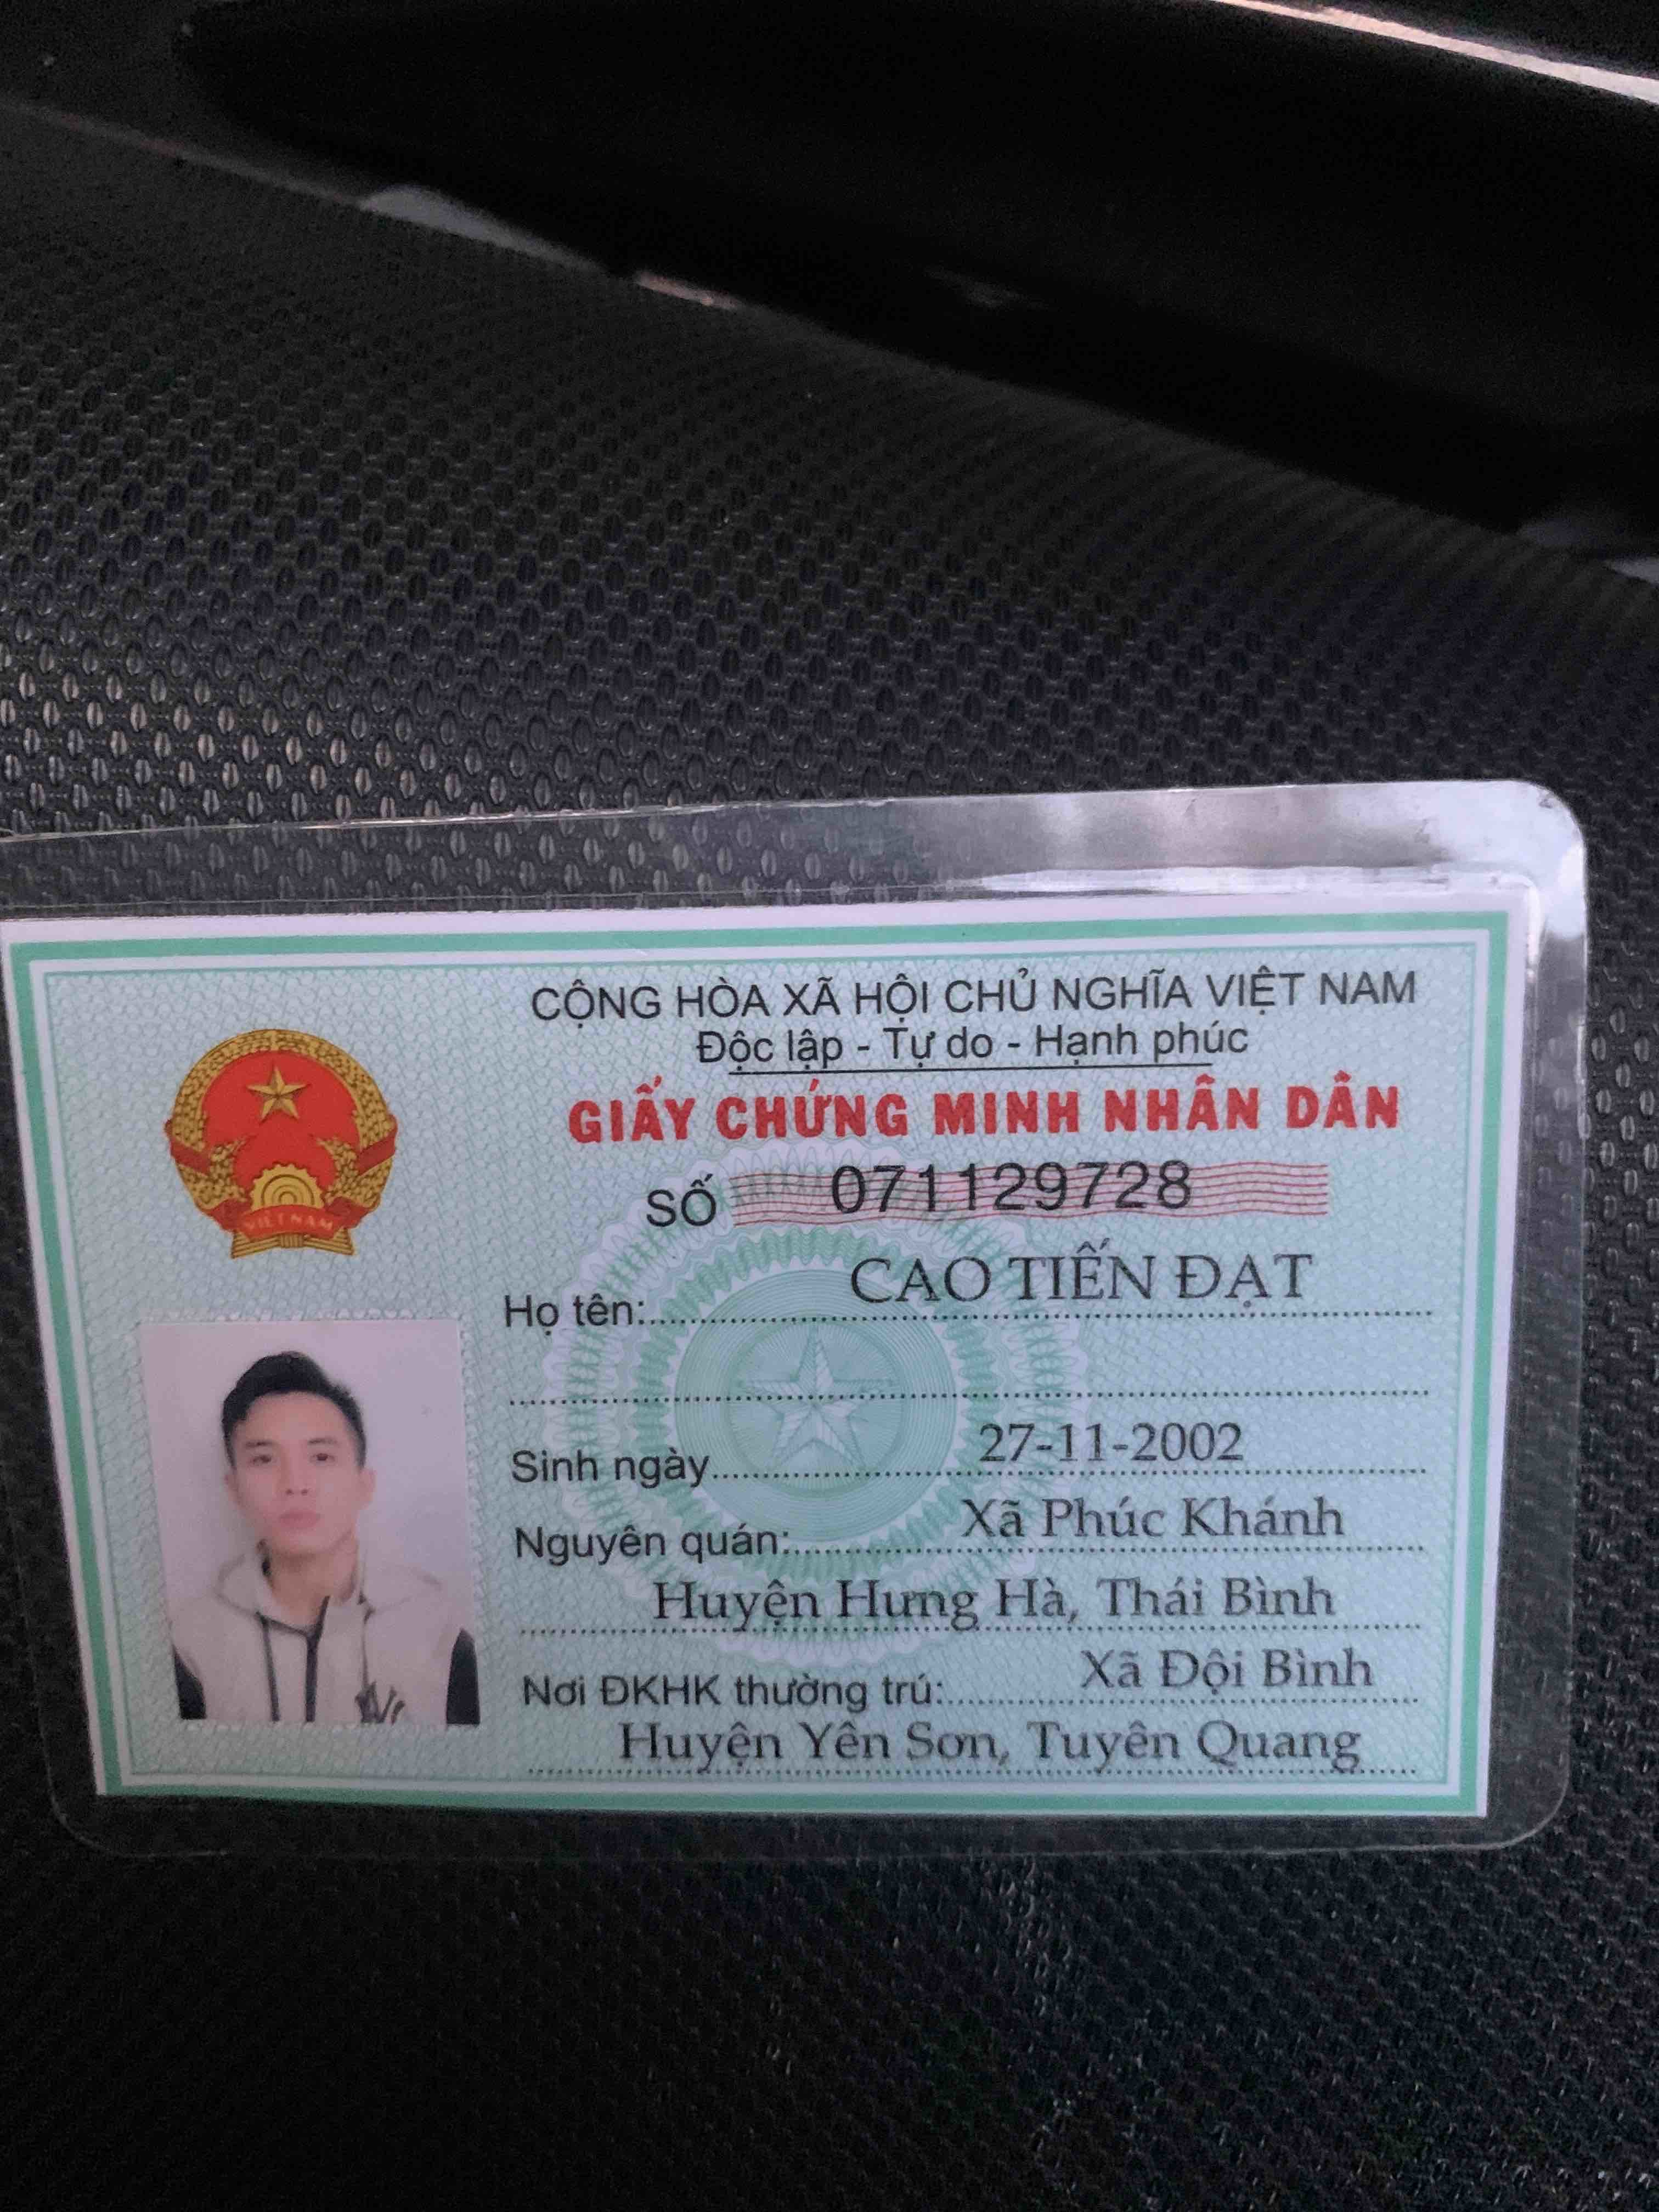 CỘNG HÒA XÃ HỘI CHỦ NGHĨA VIỆT NAM
Độc lập - Tự do - Hạnh phúc
GIẤY CHỨNG MINH NHÂN DÂN
SỐ 071129728
Họ tên: CAO TIẾN ĐẠT
Sinh ngày 27-11-2002
Nguyên quán: Xã Phúc Khánh
Huyện Hưng Hà, Thái Bình
Nơi ĐKHK thường trú: Xã Đội Bình
Huyện Yên Sơn, Tuyên Quang
VIỆT NAM